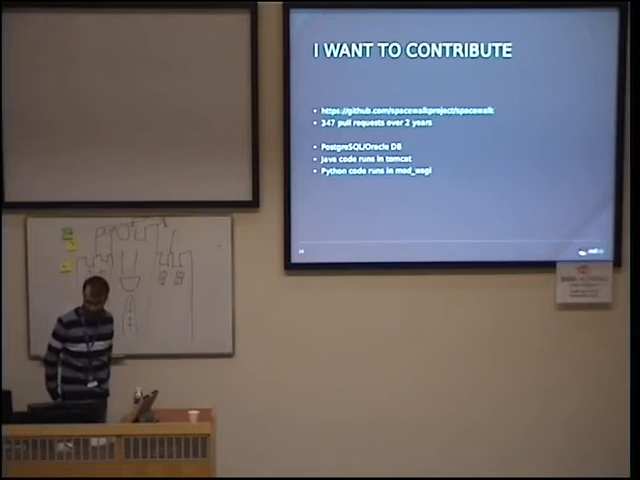 I WANT TO CONTRIBUTE
https://github.com/spacewalkproject/spacewalk
347 pull requests over 2 years
PostgreSQL/Oracle DB
Java code runs in tomcat
Python code runs in mod_wsgi